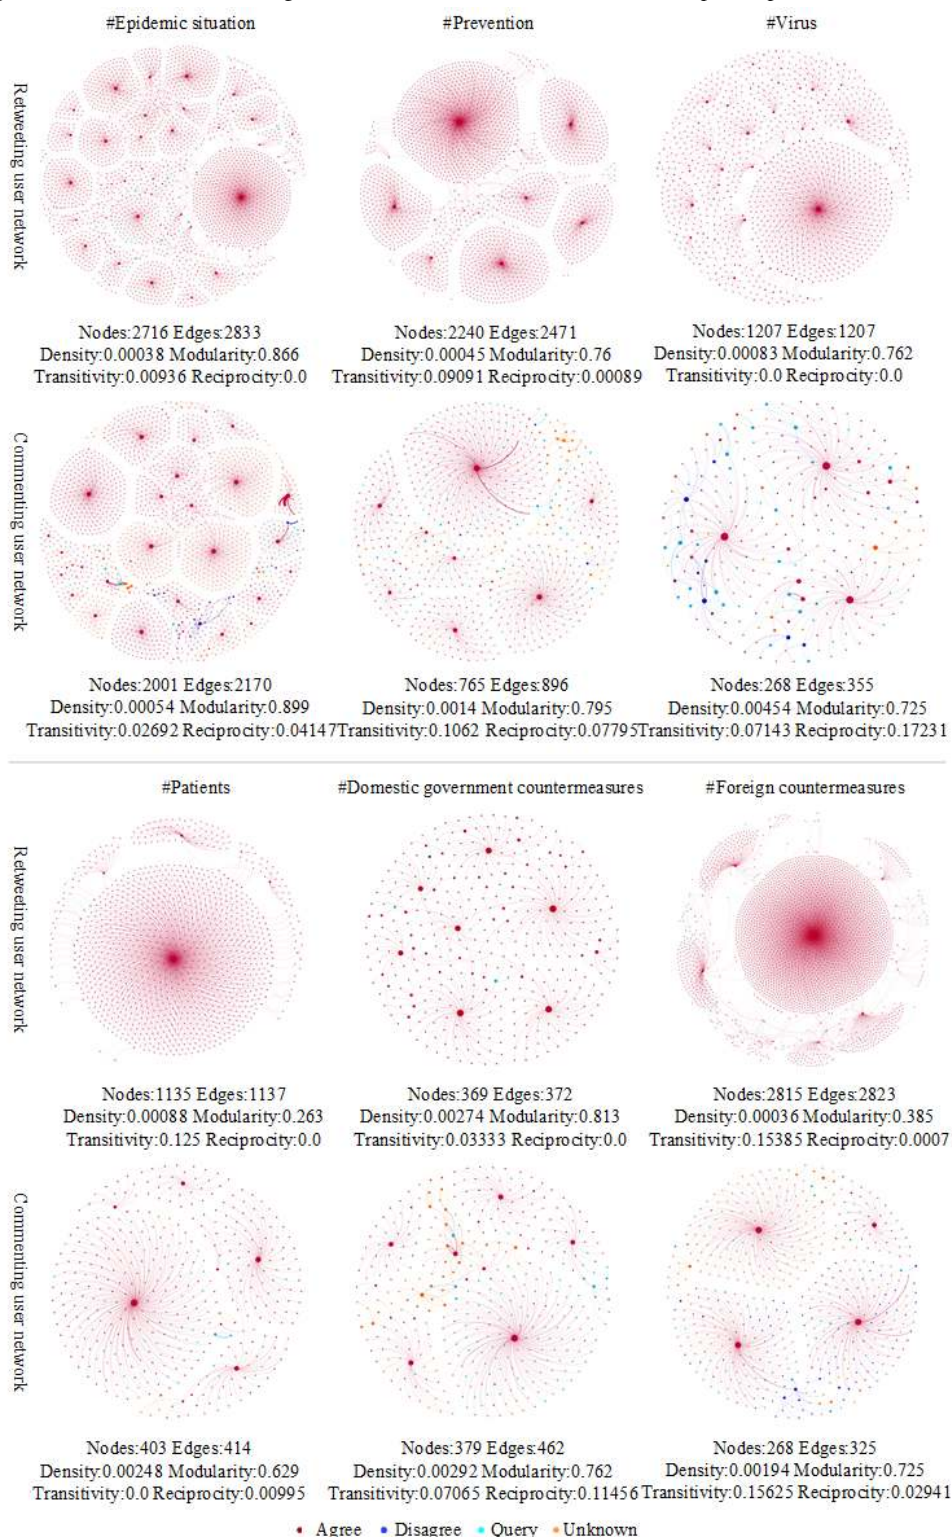 #Epidemic situation
#Prevention
#Virus
Retweeting user network
Nodes:2716 Edges:2833
Density:0.00038 Modularity:0.866
Transitivity:0.00936 Reciprocity:0.0
Nodes:2240 Edges:2471
Density:0.00045 Modularity:0.76
Transitivity:0.09091 Reciprocity:0.00089
Nodes:1207 Edges:1207
Density:0.00083 Modularity:0.762
Transitivity:0.0 Reciprocity:0.0
Commenting user network
Nodes:2001 Edges:2170
Density:0.00054 Modularity:0.899
Transitivity:0.02692 Reciprocity:0.04147
Nodes:765 Edges:896
Density:0.0014 Modularity:0.795
Transitivity:0.1062 Reciprocity:0.07795
Nodes:268 Edges:355
Density:0.00454 Modularity:0.725
Transitivity:0.07143 Reciprocity:0.17231
#Patients
#Domestic government countermeasures
#Foreign countermeasures
Retweeting user network
Nodes:1135 Edges:1137
Density:0.00088 Modularity:0.263
Transitivity:0.125 Reciprocity:0.0
Nodes:369 Edges:372
Density:0.00274 Modularity:0.813
Transitivity:0.03333 Reciprocity:0.0
Nodes:2815 Edges:2823
Density:0.00036 Modularity:0.385
Transitivity:0.15385 Reciprocity:0.0007
Commenting user network
Nodes:403 Edges:414
Density:0.00248 Modularity:0.629
Transitivity:0.0 Reciprocity:0.00995
Nodes:379 Edges:462
Density:0.00292 Modularity:0.762
Transitivity:0.07065 Reciprocity:0.11456
Nodes:268 Edges:325
Density:0.00194 Modularity:0.725
Transitivity:0.15625 Reciprocity:0.02941
Agree Disagree Query Unknown